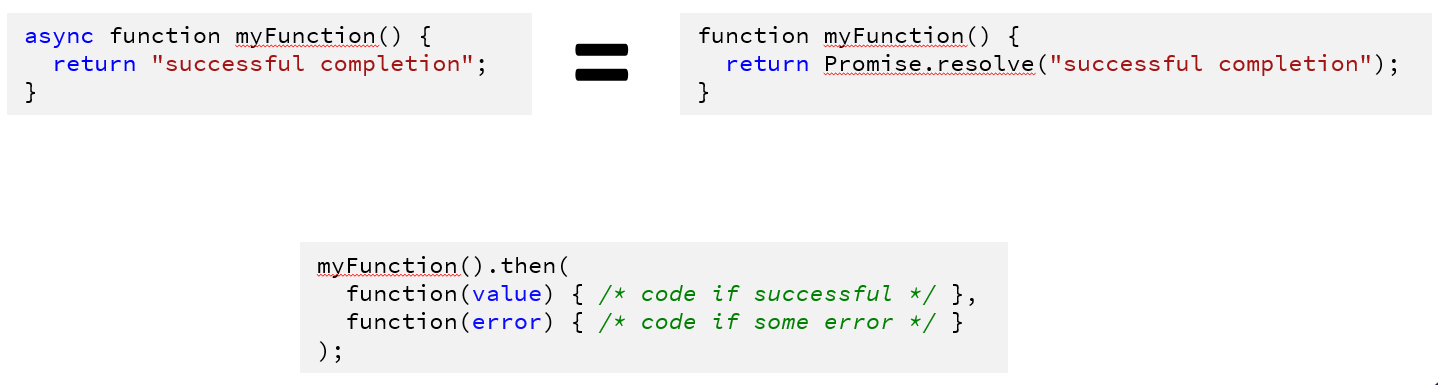 async function myFunction() {
  return "successful completion";
}
=
function myFunction() {
  return Promise.resolve("successful completion");
}
myFunction().then(
  function(value) { /* code if successful */ },
  function(error) { /* code if some error */ }
);